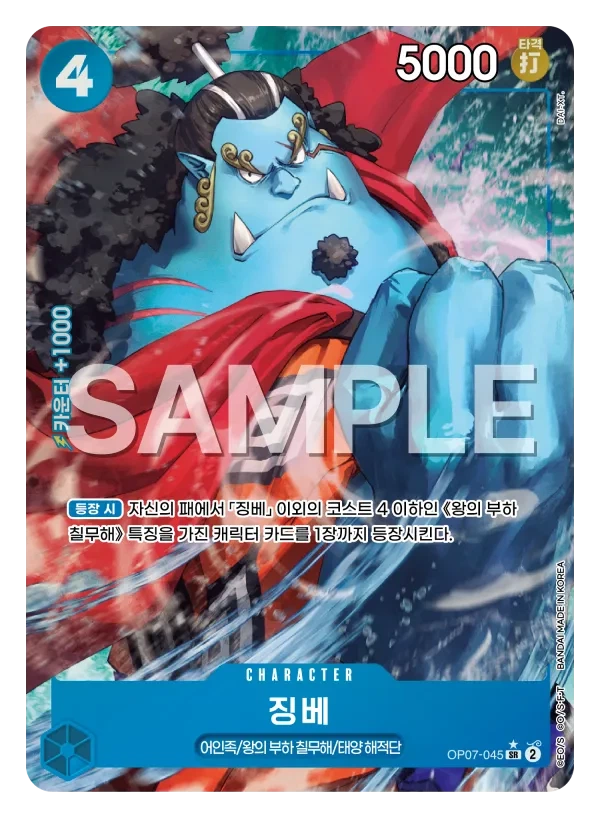 4
5000
타격
打
DAI-XT.
카운터 +1000
SAMPLE
등장 시 자신의 패에서 「징베」 이외의 코스트 4 이하인 《왕의 부하
칠무해》 특징을 가진 캐릭터 카드를 1장까지 등장시킨다.
CHARACTER
징베
어인족/왕의 부하 칠무해/태양 해적단
OP07-045 SR 2
©EO/S ©O/S·F·T BANDAI MADE IN KOREA